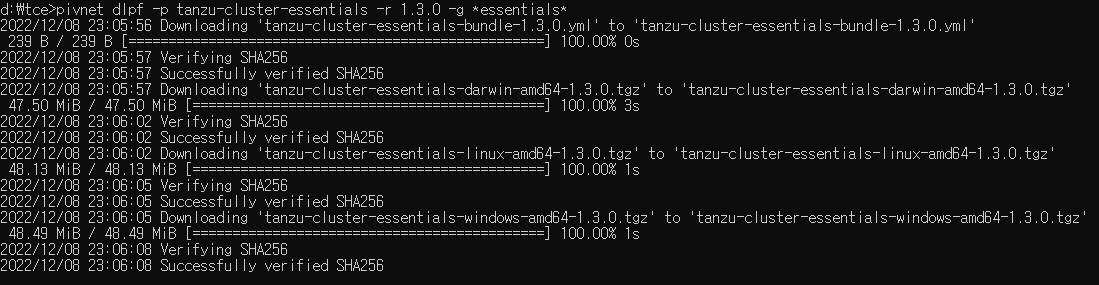 d:₩tce>pivnet dlpf -p tanzu-cluster-essentials -r 1.3.0 -g *essentials*
2022/12/08 23:05:56 Downloading 'tanzu-cluster-essentials-bundle-1.3.0.yml' to 'tanzu-cluster-essentials-bundle-1.3.0.yml'
239 B / 239 B [============================================] 100.00% 0s
2022/12/08 23:05:57 Verifying SHA256
2022/12/08 23:05:57 Successfully verified SHA256
2022/12/08 23:05:57 Downloading 'tanzu-cluster-essentials-darwin-amd64-1.3.0.tgz' to 'tanzu-cluster-essentials-darwin-amd64-1.3.0.tgz'
47.50 MiB / 47.50 MiB [============================================] 100.00% 3s
2022/12/08 23:06:02 Verifying SHA256
2022/12/08 23:06:02 Successfully verified SHA256
2022/12/08 23:06:02 Downloading 'tanzu-cluster-essentials-linux-amd64-1.3.0.tgz' to 'tanzu-cluster-essentials-linux-amd64-1.3.0.tgz'
48.13 MiB / 48.13 MiB [============================================] 100.00% 1s
2022/12/08 23:06:05 Verifying SHA256
2022/12/08 23:06:05 Successfully verified SHA256
2022/12/08 23:06:05 Downloading 'tanzu-cluster-essentials-windows-amd64-1.3.0.tgz' to 'tanzu-cluster-essentials-windows-amd64-1.3.0.tgz'
48.49 MiB / 48.49 MiB [============================================] 100.00% 1s
2022/12/08 23:06:08 Verifying SHA256
2022/12/08 23:06:08 Successfully verified SHA256